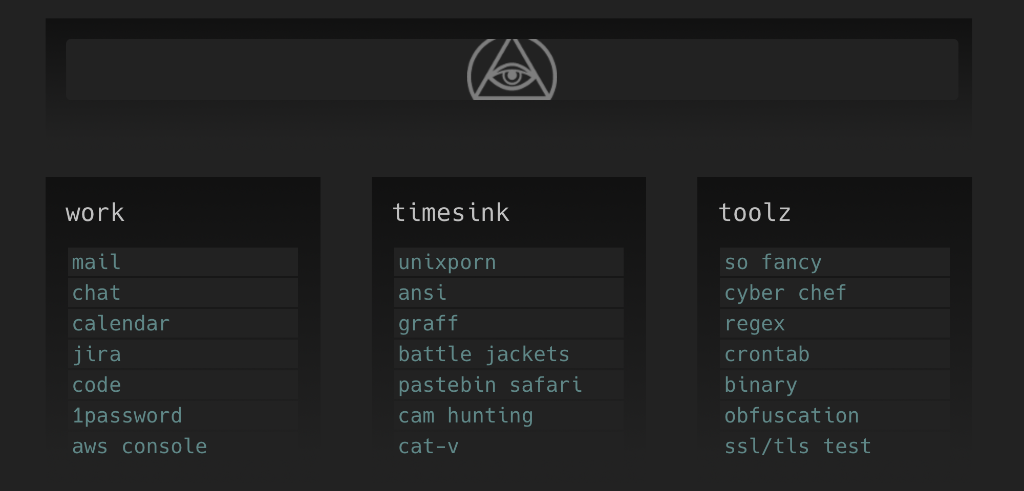 work
mail
chat
calendar
jira
code
1password
aws console
timesink
unixporn
ansi
graff
battle jackets
pastebin safari
cam hunting
cat-v
toolz
so fancy
cyber chef
regex
crontab
binary
obfuscation
ssl/tls test